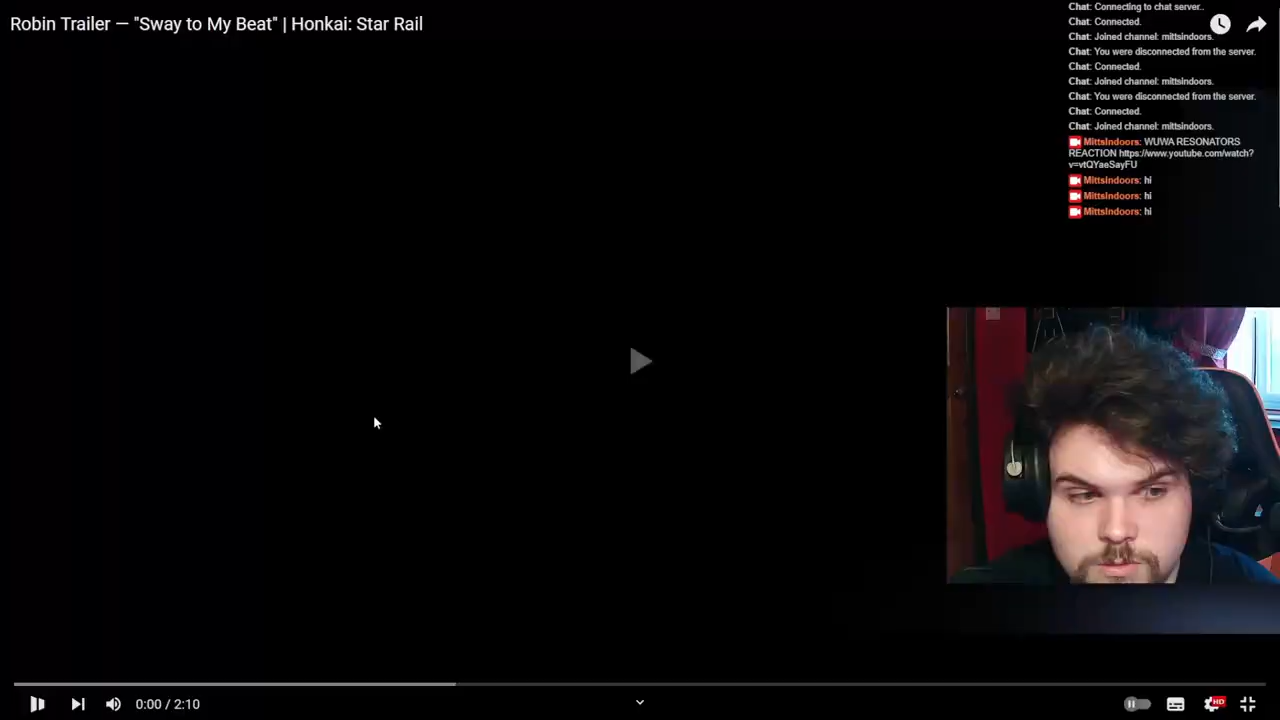 Robin Trailer — "Sway to My Beat" | Honkai: Star Rail
Chat: Connecting to chat server..
Chat: Connected.
Chat: Joined channel: mittsindoors.
Chat: You were disconnected from the server.
Chat: Connected.
Chat: Joined channel: mittsindoors.
Chat: You were disconnected from the server.
Chat: Connected.
Chat: Joined channel: mittsindoors.
MittsIndoors: WUWA RESONATORS
REACTION https://www.youtube.com/watch?
v=vtQYaeSayFU
MittsIndoors: hi
MittsIndoors: hi
MittsIndoors: hi
0:00 / 2:10
HD